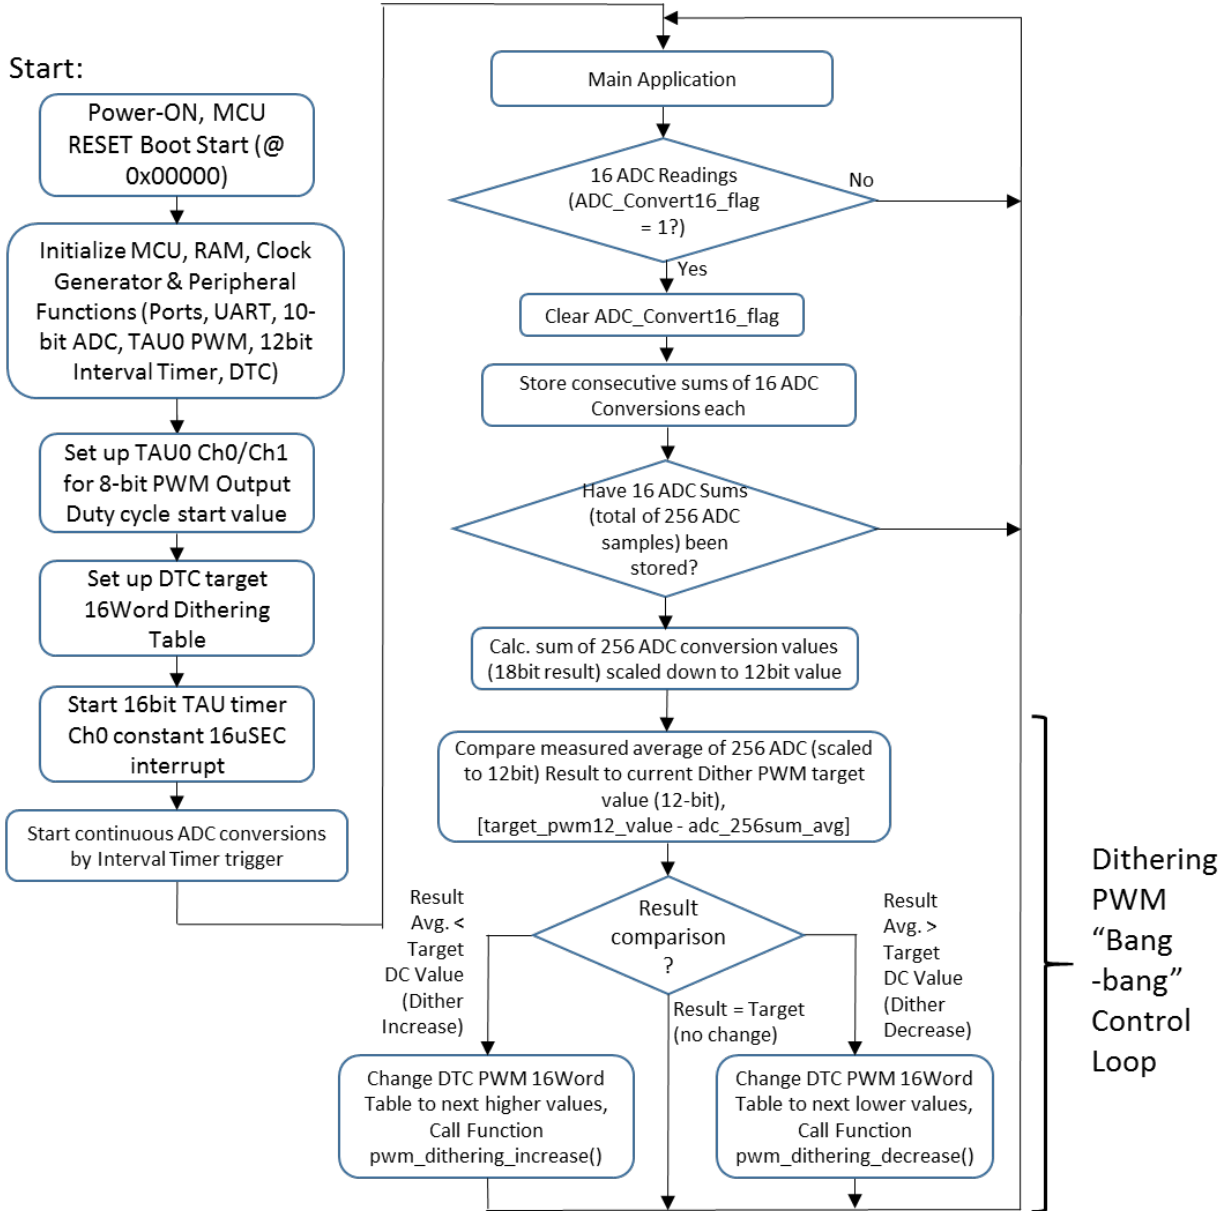 Start:
Power-ON, MCU
RESET Boot Start (@
0x00000)
Initialize MCU, RAM, Clock
Generator & Peripheral
Functions (Ports, UART, 10-
bit ADC, TAU0 PWM, 12bit
Interval Timer, DTC)
Set up TAU0 Ch0/Ch1
for 8-bit PWM Output
Duty cycle start value
Set up DTC target
16Word Dithering
Table
Start 16bit TAU timer
Ch0 constant 16uSEC
interrupt
Start continuous ADC conversions
by Interval Timer trigger
Main Application
16 ADC Readings
(ADC_Convert16_flag
= 1?)
No
Yes
Clear ADC_Convert16_flag
Store consecutive sums of 16 ADC
Conversions each
Have 16 ADC Sums
(total of 256 ADC
samples) been
stored?
Calc. sum of 256 ADC conversion values
(18bit result) scaled down to 12bit value
Compare measured average of 256 ADC (scaled
to 12bit) Result to current Dither PWM target
value (12-bit),
[target_pwm12_value - adc_256sum_avg]
Result
comparison
?
Result
Avg. <
Target
DC Value
(Dither
Increase)
Result = Target
(no change)
Result
Avg. >
Target
DC Value
(Dither
Decrease)
Change DTC PWM 16Word
Table to next higher values,
Call Function
pwm_dithering_increase()
Change DTC PWM 16Word
Table to next lower values,
Call Function
pwm_dithering_decrease()
Dithering
PWM
“Bang
-bang”
Control
Loop